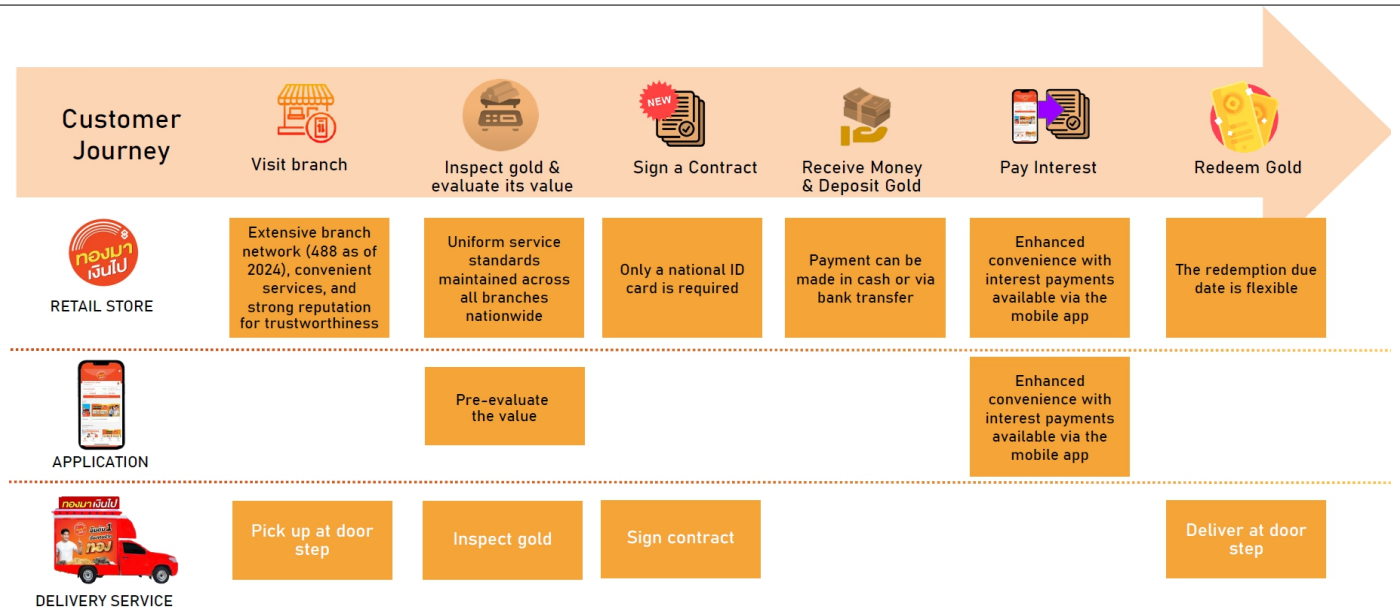 Customer
Journey
Visit branch
Inspect gold &
evaluate its value
NEW
Sign a Contract
Receive Money
& Deposit Gold
Pay Interest
Redeem Gold
ทองมา
เงินไป
RETAIL STORE
Extensive branch
network (488 as of
2024), convenient
services, and
strong reputation
for trustworthiness
Uniform service
standards
maintained across
all branches
nationwide
Only a national ID
card is required
Payment can be
made in cash or via
bank transfer
Enhanced
convenience with
interest payments
available via the
mobile app
The redemption due
date is flexible
APPLICATION
Pre-evaluate
the value
Enhanced
convenience with
interest payments
available via the
mobile app
ทองมาเงินไป
ทอง
DELIVERY SERVICE
Pick up at door
step
Inspect gold
Sign contract
Deliver at door
step